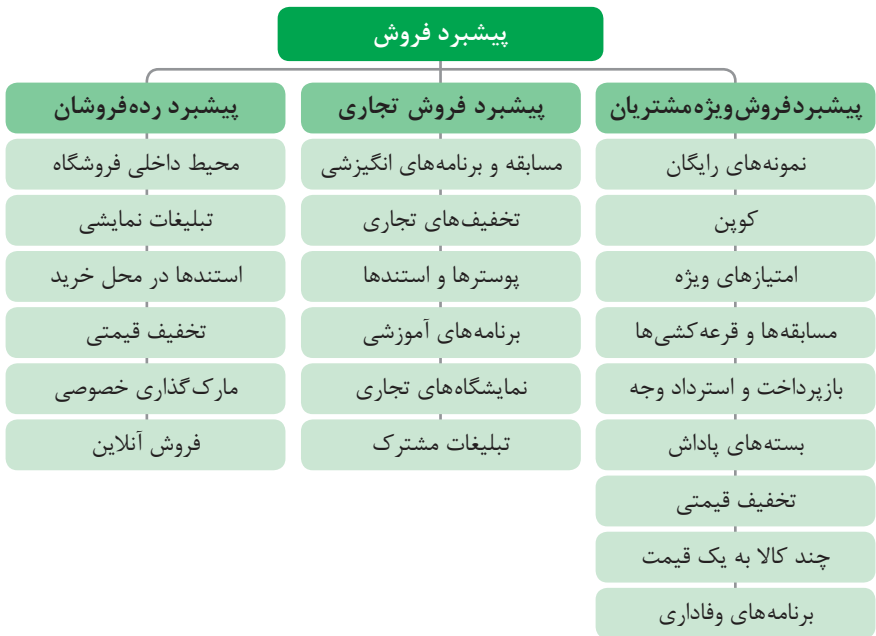 پیشبرد فروش
پیشبردفروش‌ویژه‌مشتریان
نمونه‌های رایگان
کوپن
امتیازهای ویژه
مسابقه‌ها و قرعه‌کشی‌ها
بازپرداخت و استرداد وجه
بسته‌های پاداش
تخفیف قیمتی
چند کالا به یک قیمت
برنامه‌های وفاداری
پیشبرد فروش تجاری
مسابقه و برنامه‌های انگیزشی
تخفیف‌های تجاری
پوسترها و استندها
برنامه‌های آموزشی
نمایشگاه‌های تجاری
تبلیغات مشترک
پیشبرد رده‌فروشان
محیط داخلی فروشگاه
تبلیغات نمایشی
استندها در محل خرید
تخفیف قیمتی
مارک‌گذاری خصوصی
فروش آنلاین